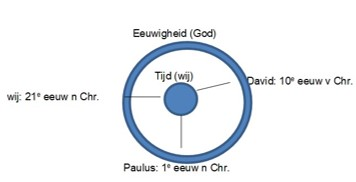 Eeuwigheid (God)
Tijd (wij)
David: 10ᵉ eeuw v Chr.
wij: 21ᵉ eeuw n Chr.
Paulus: 1ᵉ eeuw n Chr.